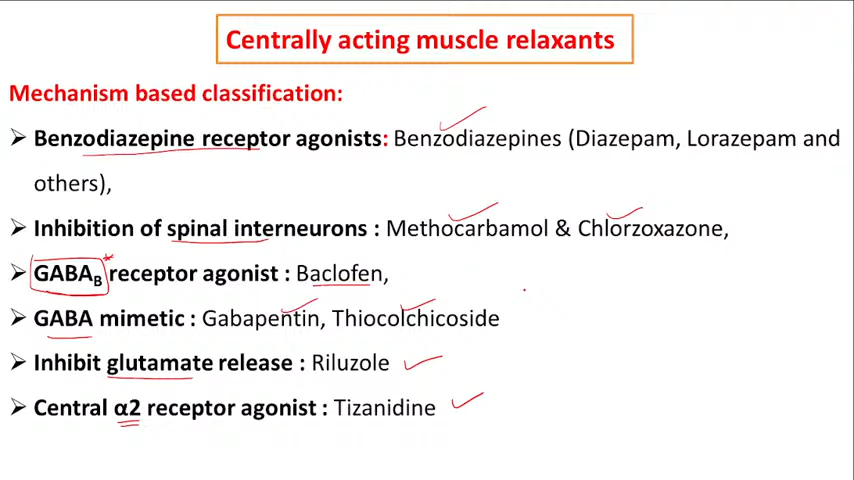 Centrally acting muscle relaxants
Mechanism based classification:
➢ Benzodiazepine receptor agonists: Benzodiazepines (Diazepam, Lorazepam and
others),
➢ Inhibition of spinal interneurons : Methocarbamol & Chlorzoxazone,
➢ GABAB receptor agonist : Baclofen,
➢ GABA mimetic : Gabapentin, Thiocolchicoside
➢ Inhibit glutamate release : Riluzole
➢ Central α2 receptor agonist : Tizanidine